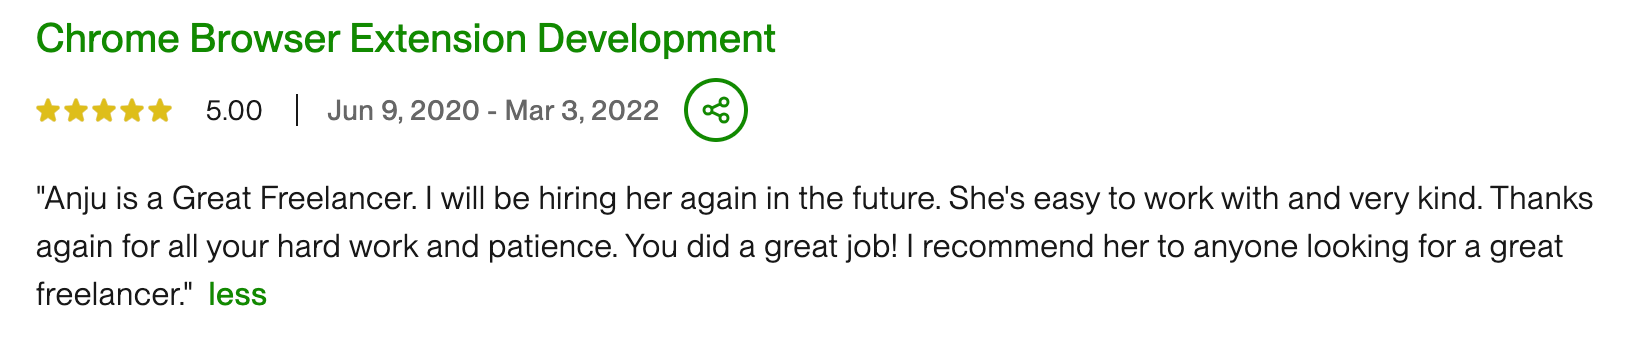 Chrome Browser Extension Development
5.00 | Jun 9, 2020 - Mar 3, 2022
"Anju is a Great Freelancer. I will be hiring her again in the future. She's easy to work with and very kind. Thanks
again for all your hard work and patience. You did a great job! I recommend her to anyone looking for a great
freelancer." less